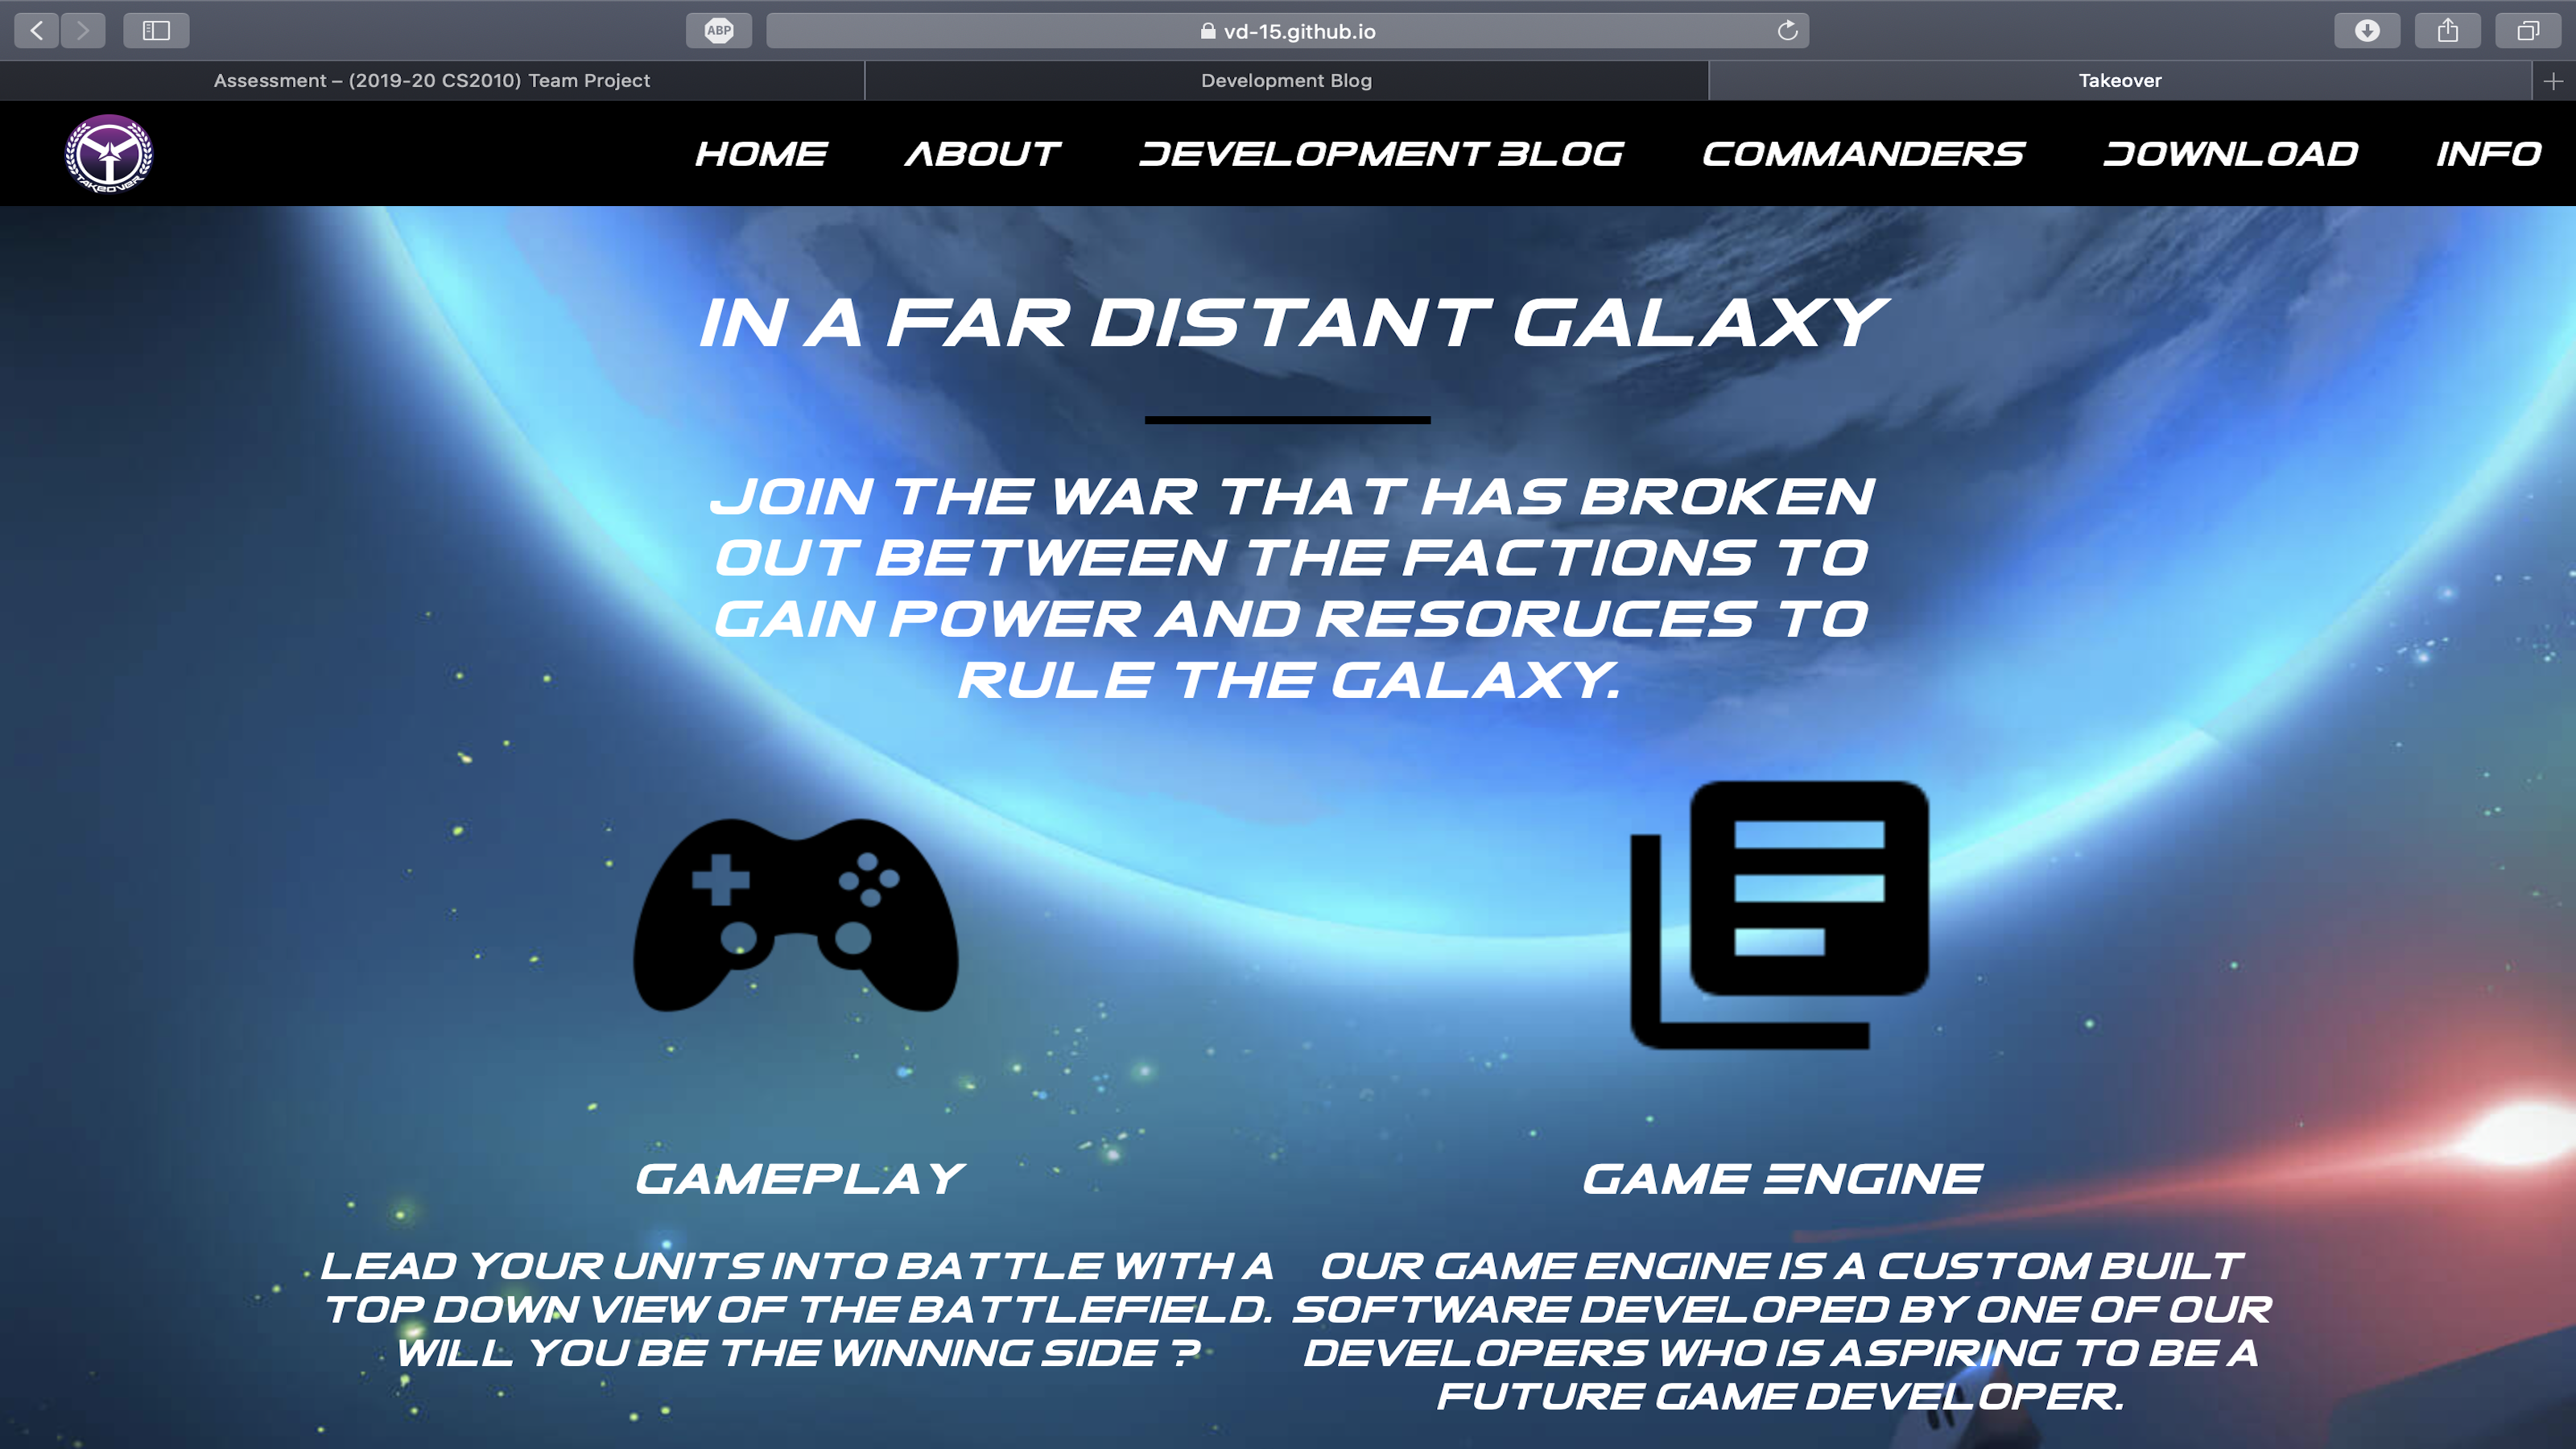 ABP
vd-15.github.io
Assessment – (2019-20 CS2010) Team Project
Development Blog
Takeover
TAKEOVER
HOME
ABOUT
DEVELOPMENT BLOG
COMMANDERS
DOWNLOAD
INFO
IN A FAR DISTANT GALAXY
JOIN THE WAR THAT HAS BROKEN
OUT BETWEEN THE FACTIONS TO
GAIN POWER AND RESORUCES TO
RULE THE GALAXY.
GAMEPLAY
LEAD YOUR UNITS INTO BATTLE WITH A
TOP DOWN VIEW OF THE BATTLEFIELD.
WILL YOU BE THE WINNING SIDE ?
GAME ENGINE
OUR GAME ENGINE IS A CUSTOM BUILT
SOFTWARE DEVELOPED BY ONE OF OUR
DEVELOPERS WHO IS ASPIRING TO BE A
FUTURE GAME DEVELOPER.